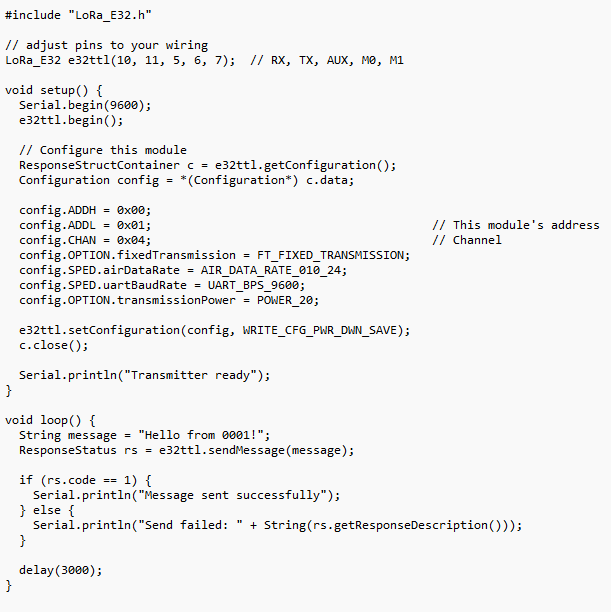 #include "LoRa_E32.h"

// adjust pins to your wiring
LoRa_E32 e32ttl(10, 11, 5, 6, 7);  // RX, TX, AUX, M0, M1

void setup() {
  Serial.begin(9600);
  e32ttl.begin();

  // Configure this module
  ResponseStructContainer c = e32ttl.getConfiguration();
  Configuration config = *(Configuration*) c.data;

  config.ADDH = 0x00;
  config.ADDL = 0x01;                                        // This module's address
  config.CHAN = 0x04;                                        // Channel
  config.OPTION.fixedTransmission = FT_FIXED_TRANSMISSION;
  config.SPED.airDataRate = AIR_DATA_RATE_010_24;
  config.SPED.uartBaudRate = UART_BPS_9600;
  config.OPTION.transmissionPower = POWER_20;

  e32ttl.setConfiguration(config, WRITE_CFG_PWR_DWN_SAVE);
  c.close();

  Serial.println("Transmitter ready");
}

void loop() {
  String message = "Hello from 0001!";
  ResponseStatus rs = e32ttl.sendMessage(message);

  if (rs.code == 1) {
    Serial.println("Message sent successfully");
  } else {
    Serial.println("Send failed: " + String(rs.getResponseDescription()));
  }

  delay(3000);
}